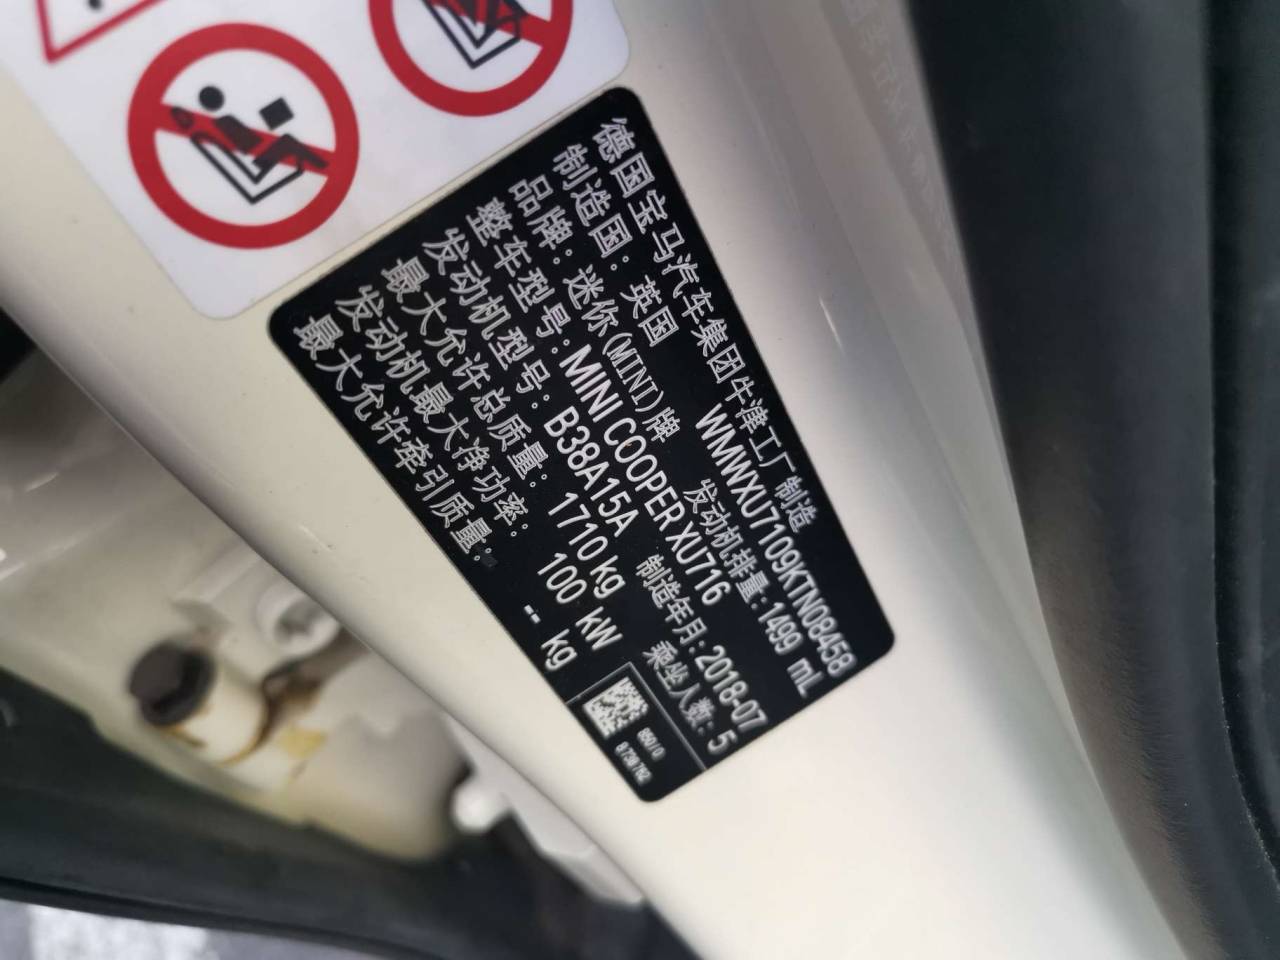 德国宝马汽车集团牛津工厂制造
制造国：英国 WMWXU7109KTN08458
品牌：迷你(MINI)牌 发动机排量：1499 mL
整车型号：MINI COOPER XU716
发动机型号：B38A15A 制造年月：2018-07
最大允许总质量：1710 kg 乘坐人数：5
发动机最大净功率：100 kW
最大允许牵引质量： -- kg